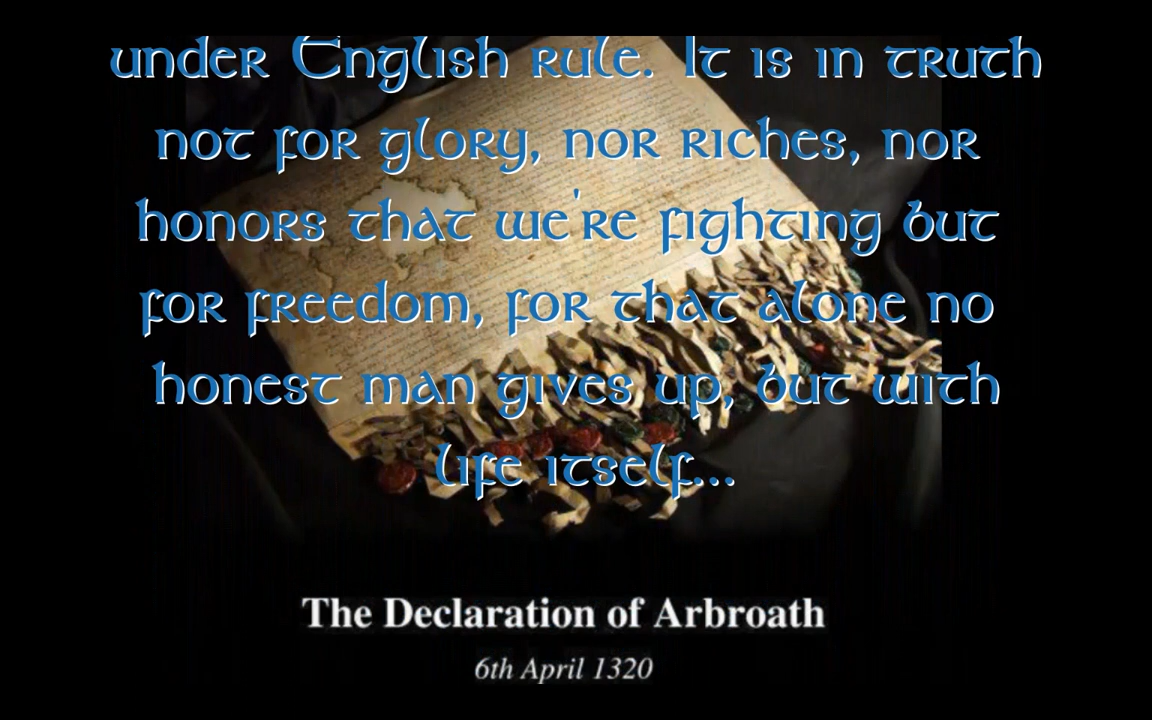 under English rule. It is in truth
not for glory, nor riches, nor
honors that we're fighting but
for freedom, for that alone no
honest man gives up, but with
life itself...
The Declaration of Arbroath
6th April 1320